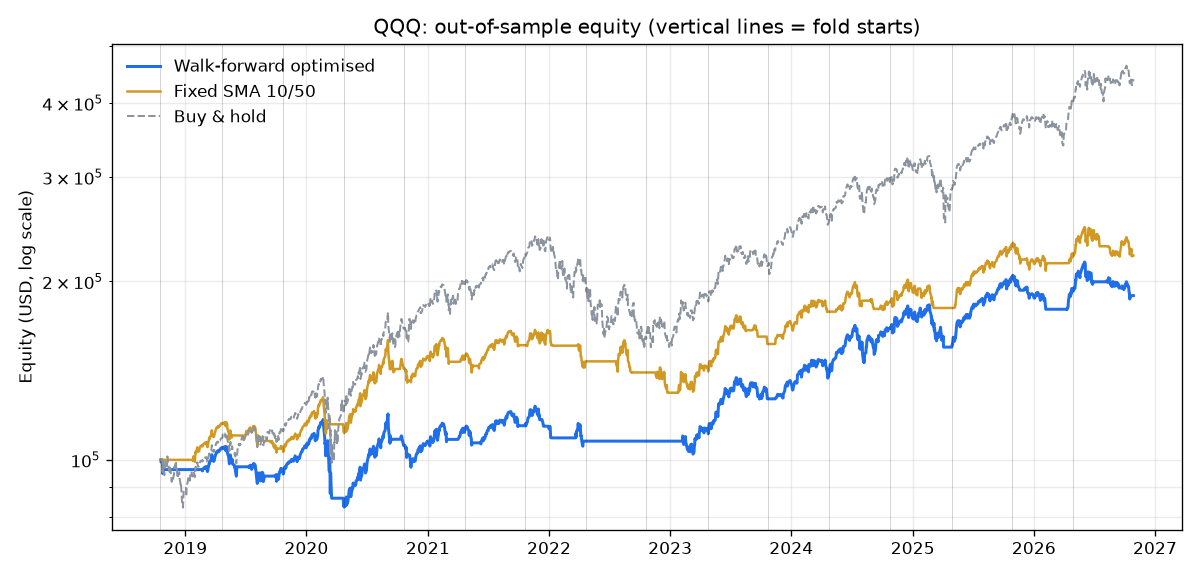 QQQ: out-of-sample equity (vertical lines = fold starts)
Walk-forward optimised
Fixed SMA 10/50
Buy & hold
Equity (USD, log scale)
4 × 10⁵
3 × 10⁵
2 × 10⁵
10⁵
2019 2020 2021 2022 2023 2024 2025 2026 2027